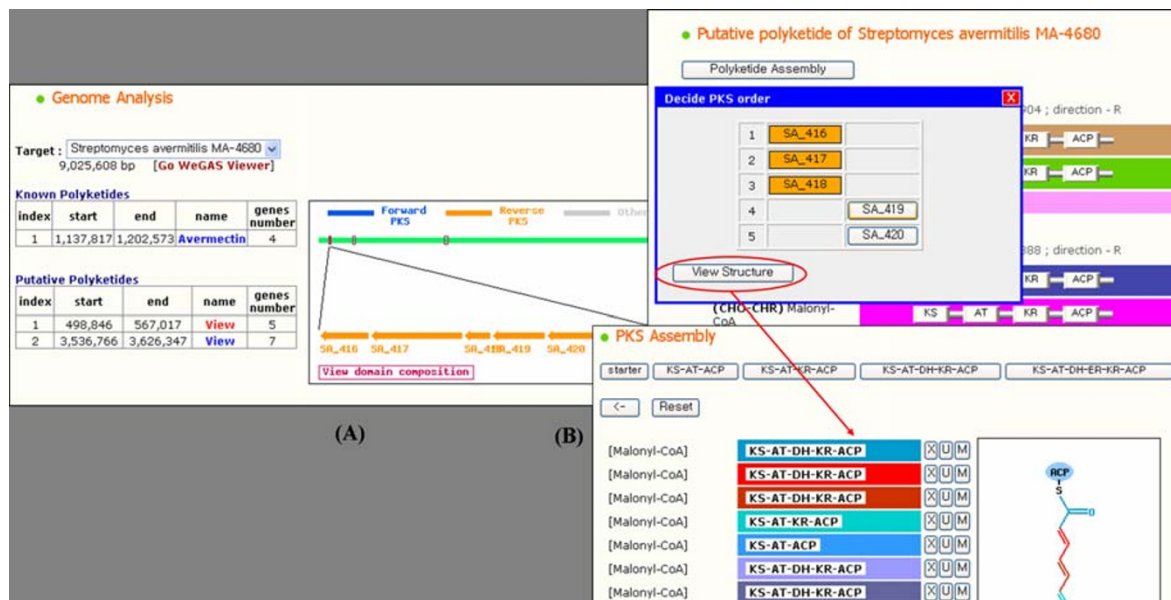 Genome Analysis
Target : Streptomyces avermitilis MA-4680
9,025,608 bp [Go WeGAS Viewer]
Known Polyketides
index start end name genes number
1 1,137,817 1,202,573 Avermectin 4
Putative Polyketides
index start end name genes number
1 498,846 567,017 View 5
2 3,536,766 3,626,347 View 7
Forward PKS Reverse PKS Other
SA_416 SA_417 SA_419 SA_420
View domain composition
(A)
(B)
Putative polyketide of Streptomyces avermitilis MA-4680
Polyketide Assembly
904 ; direction - R
KR ACP
KR ACP
388 ; direction - R
KR ACP
(CHO-CHR) Malonyl-CoA KS AT KR ACP
Decide PKS order X
1 SA_416
2 SA_417
3 SA_418
4 SA_419
5 SA_420
View Structure
PKS Assembly
starter KS-AT-ACP KS-AT-KR-ACP KS-AT-DH-KR-ACP KS-AT-DH-ER-KR-ACP
<- Reset
[Malonyl-CoA] KS-AT-DH-KR-ACP X U M
[Malonyl-CoA] KS-AT-DH-KR-ACP X U M
[Malonyl-CoA] KS-AT-DH-KR-ACP X U M
[Malonyl-CoA] KS-AT-KR-ACP X U M
[Malonyl-CoA] KS-AT-ACP X U M
[Malonyl-CoA] KS-AT-DH-KR-ACP X U M
[Malonyl-CoA] KS-AT-DH-KR-ACP X U M
ACP
S
O